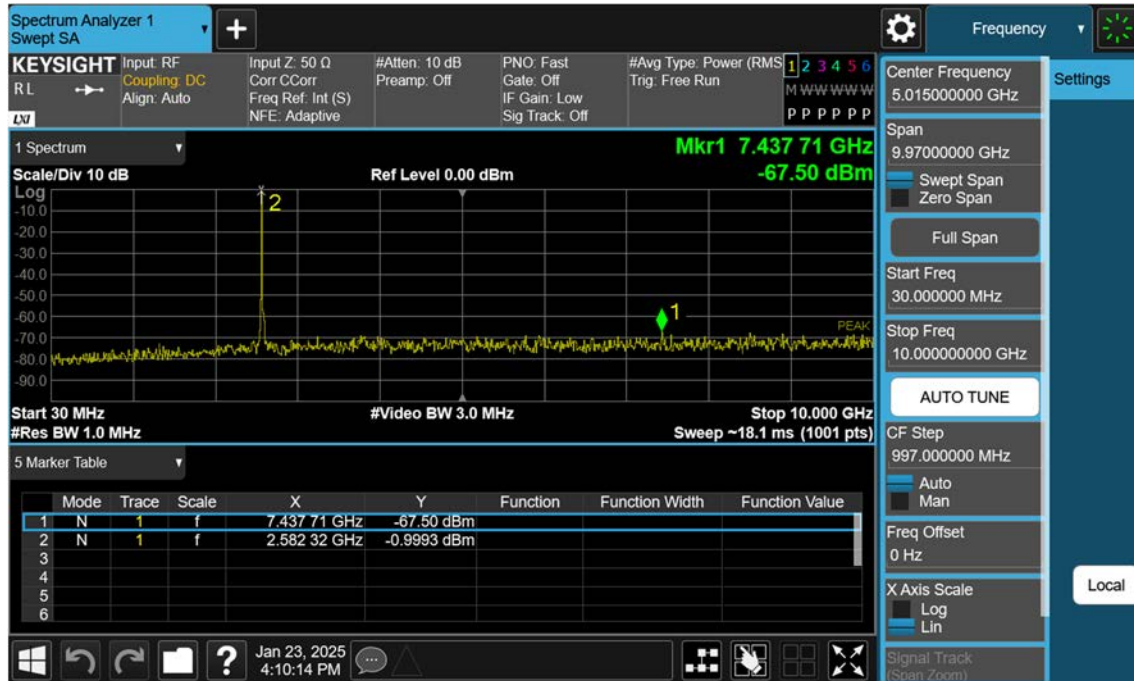 Spectrum Analyzer 1
Swept SA
Frequency
KEYSIGHT
RL
LXI
Input: RF
Coupling: DC
Align: Auto
Input Z: 50 Ω
Corr CCorr
Freq Ref: Int (S)
NFE: Adaptive
#Atten: 10 dB
Preamp: Off
PNO: Fast
Gate: Off
IF Gain: Low
Sig Track: Off
#Avg Type: Power (RMS
Trig: Free Run
1 2 3 4 5 6
M W W W W W
P P P P P P
1 Spectrum
Mkr1 7.437 71 GHz
-67.50 dBm
Scale/Div 10 dB
Ref Level 0.00 dBm
Log
-10.0
-20.0
-30.0
-40.0
-50.0
-60.0
-70.0
-80.0
-90.0
2
1
PEAK
Start 30 MHz
#Video BW 3.0 MHz
Stop 10.000 GHz
#Res BW 1.0 MHz
Sweep ~18.1 ms (1001 pts)
5 Marker Table
Mode Trace Scale X Y Function Function Width Function Value
1 N 1 f 7.437 71 GHz -67.50 dBm
2 N 1 f 2.582 32 GHz -0.9993 dBm
3
4
5
6
?
Jan 23, 2025
4:10:14 PM
Center Frequency
5.015000000 GHz
Span
9.97000000 GHz
Swept Span
Zero Span
Full Span
Start Freq
30.000000 MHz
Stop Freq
10.000000000 GHz
AUTO TUNE
CF Step
997.000000 MHz
Auto
Man
Freq Offset
0 Hz
X Axis Scale
Log
Lin
Signal Track
(Span Zoom)
Settings
Local